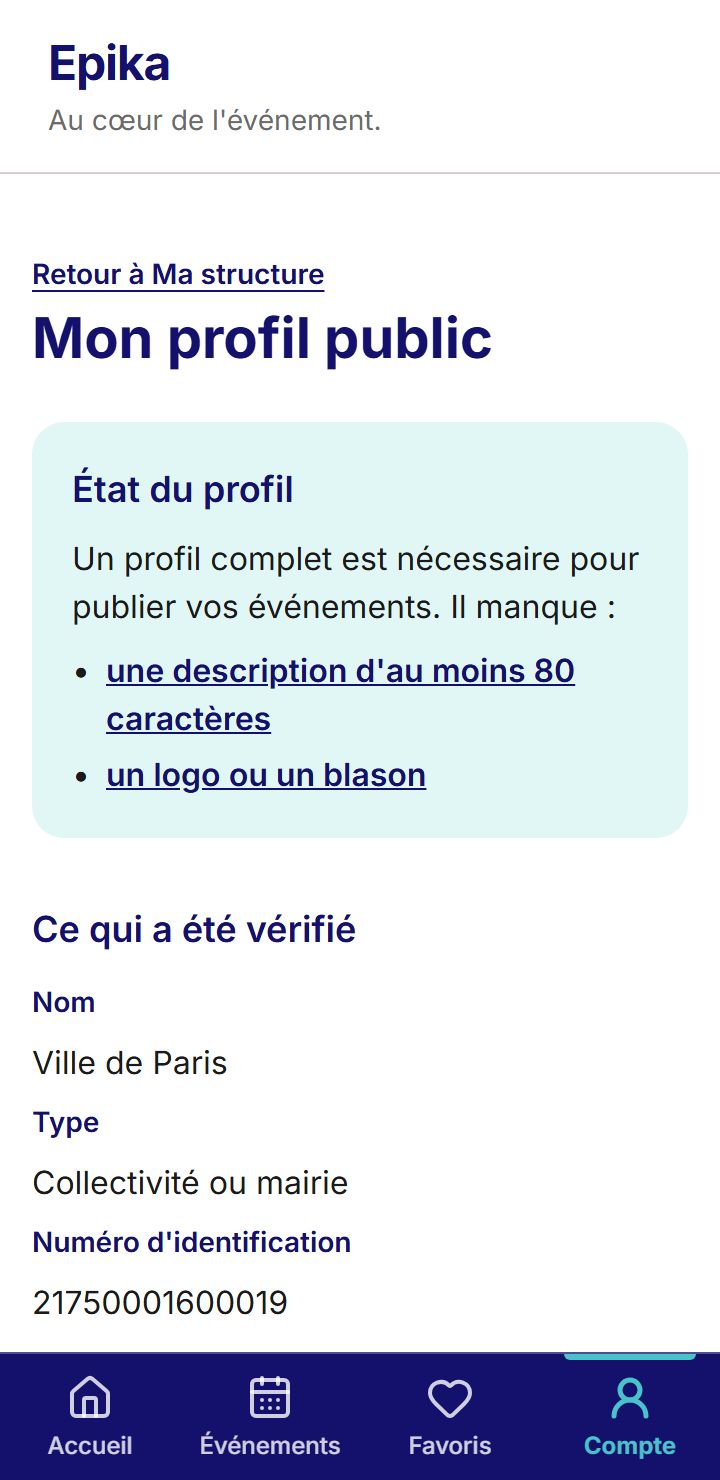 Epika
Au cœur de l'événement.
Retour à Ma structure
Mon profil public
État du profil
Un profil complet est nécessaire pour
publier vos événements. Il manque :
• une description d'au moins 80
caractères
• un logo ou un blason
Ce qui a été vérifié
Nom
Ville de Paris
Type
Collectivité ou mairie
Numéro d'identification
21750001600019
Accueil
Événements
Favoris
Compte